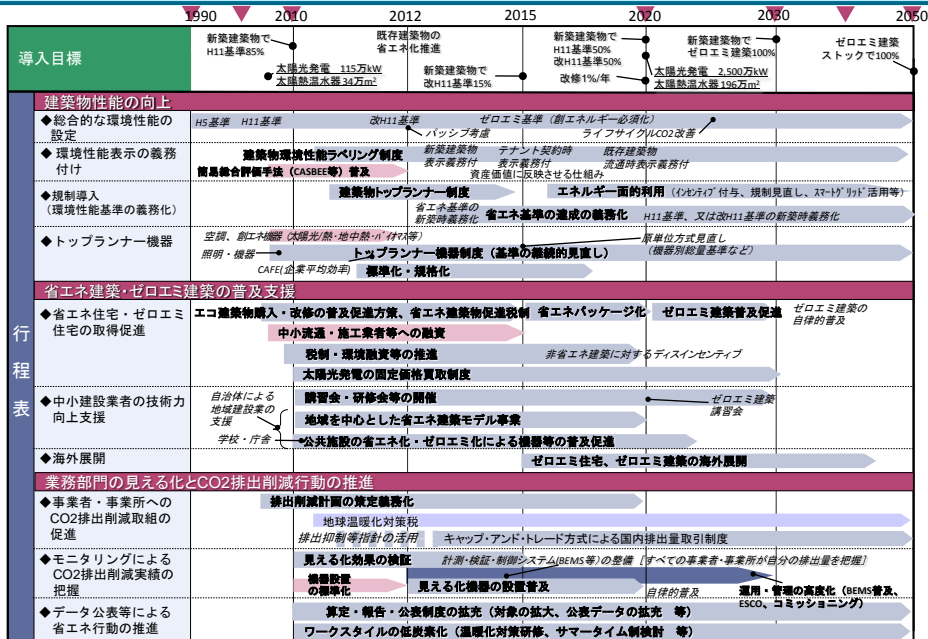 1990 2010 2012 2015 2020 2030 2050
導入目標
新築建築物で
H11基準85%
太陽光発電 115万kW
太陽熱温水器34万m²
既存建築物の
省エネ化推進
新築建築物で
改H11基準15%
新築建築物で
H11基準50%
改H11基準50%
改修1%/年
新築建築物で
ゼロエミ建築100%
太陽光発電 2,500万kW
太陽熱温水器196万m²
ゼロエミ建築
ストックで100%
行程表
建築物性能の向上
◆総合的な環境性能の
設定
H5基準 H11基準 改H11基準 ゼロエミ基準（創エネルギー必須化）
パッシブ考慮 ライフサイクルCO2改善
◆環境性能表示の義務
付け
建築物環境性能ラベリング制度
新築建築物
表示義務付
テナント契約時
表示義務付
既存建築物
流通時表示義務付
簡易総合評価手法（CASBEE等）普及
資産価値に反映させる仕組み
◆規制導入
（環境性能基準の義務化）
建築物トップランナー制度
エネルギー面的利用（インセンティブ付与、規制見直し、スマートグリッド活用等）
省エネ基準の
新築時義務化
省エネ基準の達成の義務化 H11基準、又は改H11基準の新築時義務化
◆トップランナー機器
空調、創エネ機器（太陽光/熱・地中熱・バイオマス等）
照明・機器
トップランナー機器制度（基準の継続的見直し）
原単位方式見直し
（機器別総量基準など）
CAFE(企業平均効率)
標準化・規格化
省エネ建築・ゼロエミ建築の普及支援
◆省エネ住宅・ゼロエミ
住宅の取得促進
エコ建築物購入・改修の普及促進方策、省エネ建築物促進税制 省エネパッケージ化 ゼロエミ建築普及促進
ゼロエミ建築の
自律的普及
中小流通・施工業者等への融資
税制・環境融資等の推進 非省エネ建築に対するディスインセンティブ
太陽光発電の固定価格買取制度
◆中小建設業者の技術力
向上支援
自治体による
地域建設業の
支援
学校・庁舎
講習会・研修会等の開催
ゼロエミ建築
講習会
地域を中心とした省エネ建築モデル事業
公共施設の省エネ化・ゼロエミ化による機器等の普及促進
◆海外展開
ゼロエミ住宅、ゼロエミ建築の海外展開
業務部門の見える化とCO2排出削減行動の推進
◆事業者・事業所への
CO2排出削減取組の
促進
排出削減計画の策定義務化
地球温暖化対策税
排出抑制等指針の活用 キャップ・アンド・トレード方式による国内排出量取引制度
◆モニタリングによる
CO2排出削減実績の
把握
見える化効果の検証
計測・検証・制御システム(BEMS等)の整備［すべての事業者・事業所が自分の排出量を把握］
機器設置
の標準化
見える化機器の設置普及
自律的普及
運用・管理の高度化（BEMS普及、
ESCO、コミッショニング）
◆データ公表等による
省エネ行動の推進
算定・報告・公表制度の拡充（対象の拡大、公表データの拡充 等）
ワークスタイルの低炭素化（温暖化対策研修、サマータイム制検討 等）